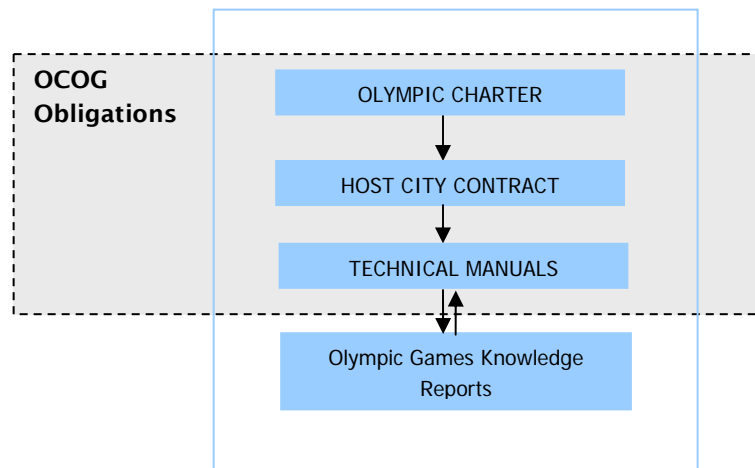 OCOG
Obligations
OLYMPIC CHARTER
HOST CITY CONTRACT
TECHNICAL MANUALS
Olympic Games Knowledge
Reports